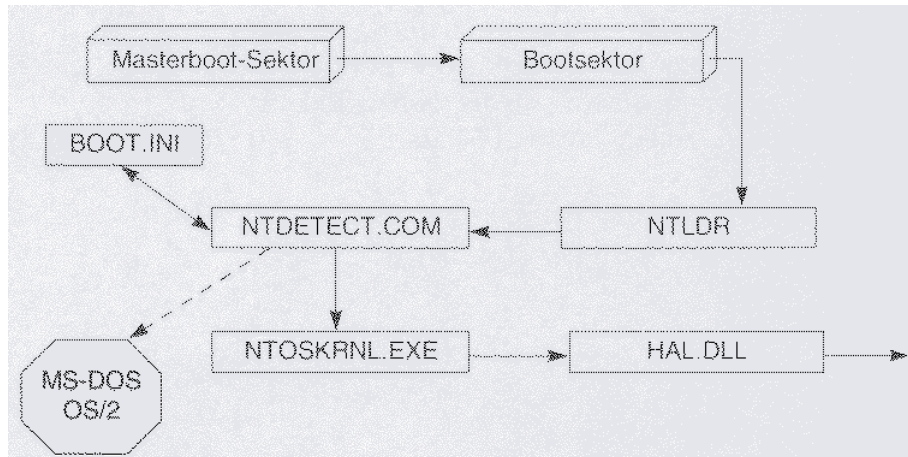 Masterboot-Sektor
Bootsektor
BOOT.INI
NTDETECT.COM
NTLDR
NTOSKRNL.EXE
HAL.DLL
MS-DOS
OS/2